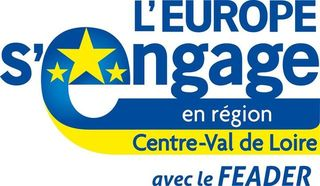 L'EUROPE
s'engage
en région
Centre-Val de Loire
avec le FEADER